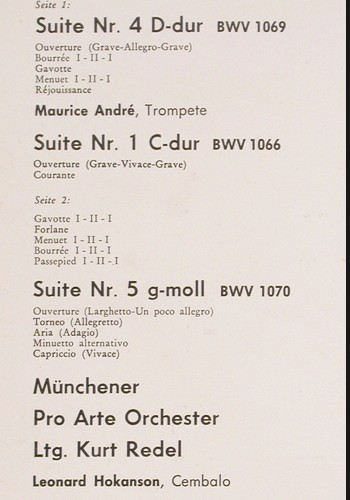 Seite 1:
Suite Nr. 4 D-dur BWV 1069
Ouverture (Grave-Allegro-Grave)
Bourrée I - II - I
Gavotte
Menuet I - II - I
Réjouissance
Maurice André, Trompete
Suite Nr. 1 C-dur BWV 1066
Ouverture (Grave-Vivace-Grave)
Courante
Seite 2:
Gavotte I - II - I
Forlane
Menuet I - II - I
Bourrée I - II - I
Passepied I - II - I
Suite Nr. 5 g-moll BWV 1070
Ouverture (Larghetto-Un poco allegro)
Torneo (Allegretto)
Aria (Adagio)
Minuetto alternativo
Capriccio (Vivace)
Münchener
Pro Arte Orchester
Ltg. Kurt Redel
Leonard Hokanson, Cembalo